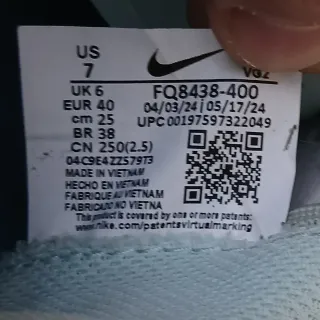 US
7
VG2
UK 6
FQ8438-400
EUR 40
04/03/24 | 05/17/24
cm 25
UPC 00197597322049
BR 38
CN 250(2.5)
04C9E4ZZ579T3
MADE IN VIETNAM
HECHO EN VIETNAM
FABRIQUE AU VIETNAM
FABRICADO NO VIETNA
This product is covered by one or more patents:
www.nike.com/patentsvirtualmarking